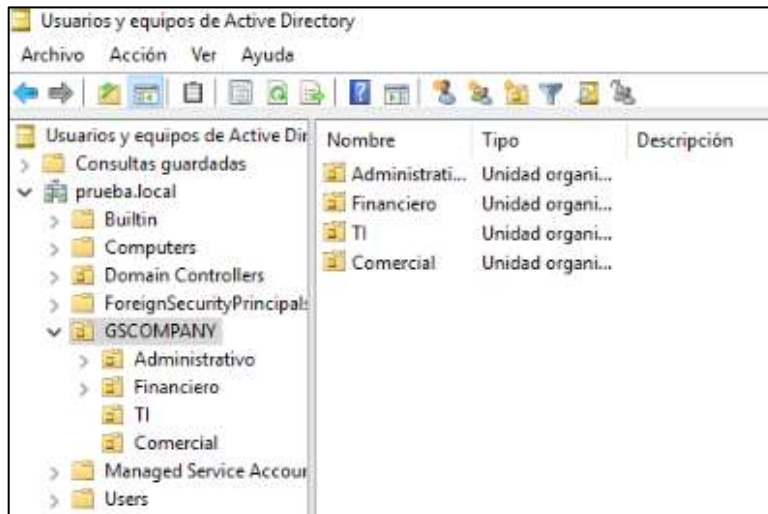 Usuarios y equipos de Active Directory
Archivo Acción Ver Ayuda
Usuarios y equipos de Active Dir
Consultas guardadas
prueba.local
Builtin
Computers
Domain Controllers
ForeignSecurityPrincipals
GSCOMPANY
Administrativo
Financiero
TI
Comercial
Managed Service Accour
Users
Nombre Tipo Descripción
Administrati... Unidad organi...
Financiero Unidad organi...
TI Unidad organi...
Comercial Unidad organi...